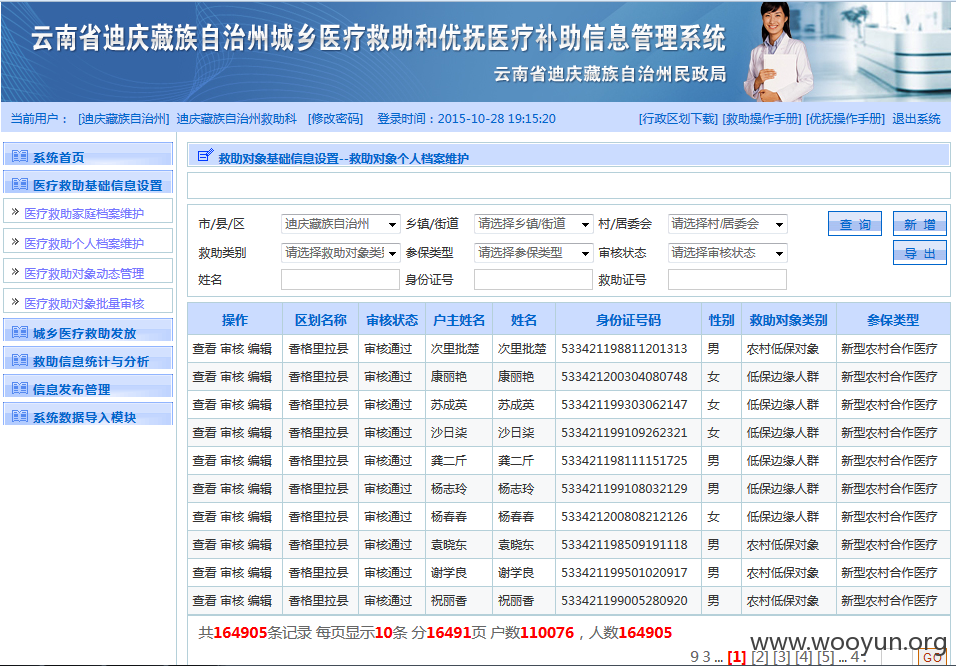 云南省迪庆藏族自治州城乡医疗救助和优抚医疗补助信息管理系统
云南省迪庆藏族自治州民政局
当前用户： [迪庆藏族自治州] 迪庆藏族自治州救助科 [修改密码] 登录时间：2015-10-28 19:15:20 [行政区划下载] [救助操作手册] [优抚操作手册] 退出系统
系统首页
医疗救助基础信息设置
» 医疗救助家庭档案维护
» 医疗救助个人档案维护
» 医疗救助对象动态管理
» 医疗救助对象批量审核
城乡医疗救助发放
救助信息统计与分析
信息发布管理
系统数据导入模块
救助对象基础信息设置--救助对象个人档案维护
市/县/区 迪庆藏族自治州 乡镇/街道 请选择乡镇/街道 村/居委会 请选择村/居委会 查 询 新 增
救助类别 请选择救助对象类别 参保类型 请选择参保类型 审核状态 请选择审核状态 导 出
姓名 身份证号 救助证号
操作 区划名称 审核状态 户主姓名 姓名 身份证号码 性别 救助对象类别 参保类型
查看 审核 编辑 香格里拉县 审核通过 次里批楚 次里批楚 533421198811201313 男 农村低保对象 新型农村合作医疗
查看 审核 编辑 香格里拉县 审核通过 康丽艳 康丽艳 533421200304080748 女 低保边缘人群 新型农村合作医疗
查看 审核 编辑 香格里拉县 审核通过 苏成英 苏成英 533421199303062147 女 低保边缘人群 新型农村合作医疗
查看 审核 编辑 香格里拉县 审核通过 沙日柒 沙日柒 533421199109262321 女 低保边缘人群 新型农村合作医疗
查看 审核 编辑 香格里拉县 审核通过 龚二斤 龚二斤 533421198111151725 男 低保边缘人群 新型农村合作医疗
查看 审核 编辑 香格里拉县 审核通过 杨志玲 杨志玲 533421199108032129 男 低保边缘人群 新型农村合作医疗
查看 审核 编辑 香格里拉县 审核通过 杨春春 杨春春 533421200808212126 女 低保边缘人群 新型农村合作医疗
查看 审核 编辑 香格里拉县 审核通过 袁晓东 袁晓东 533421198509191118 男 农村低保对象 新型农村合作医疗
查看 审核 编辑 香格里拉县 审核通过 谢学良 谢学良 533421199501020917 男 农村低保对象 新型农村合作医疗
查看 审核 编辑 香格里拉县 审核通过 祝丽香 祝丽香 533421199005280920 男 农村低保对象 新型农村合作医疗
共164905条记录 每页显示10条 分16491页 户数110076，人数164905
www.wooyun.org
9 3 ... [1] [2] [3] [4] [5] ... 4 : GO